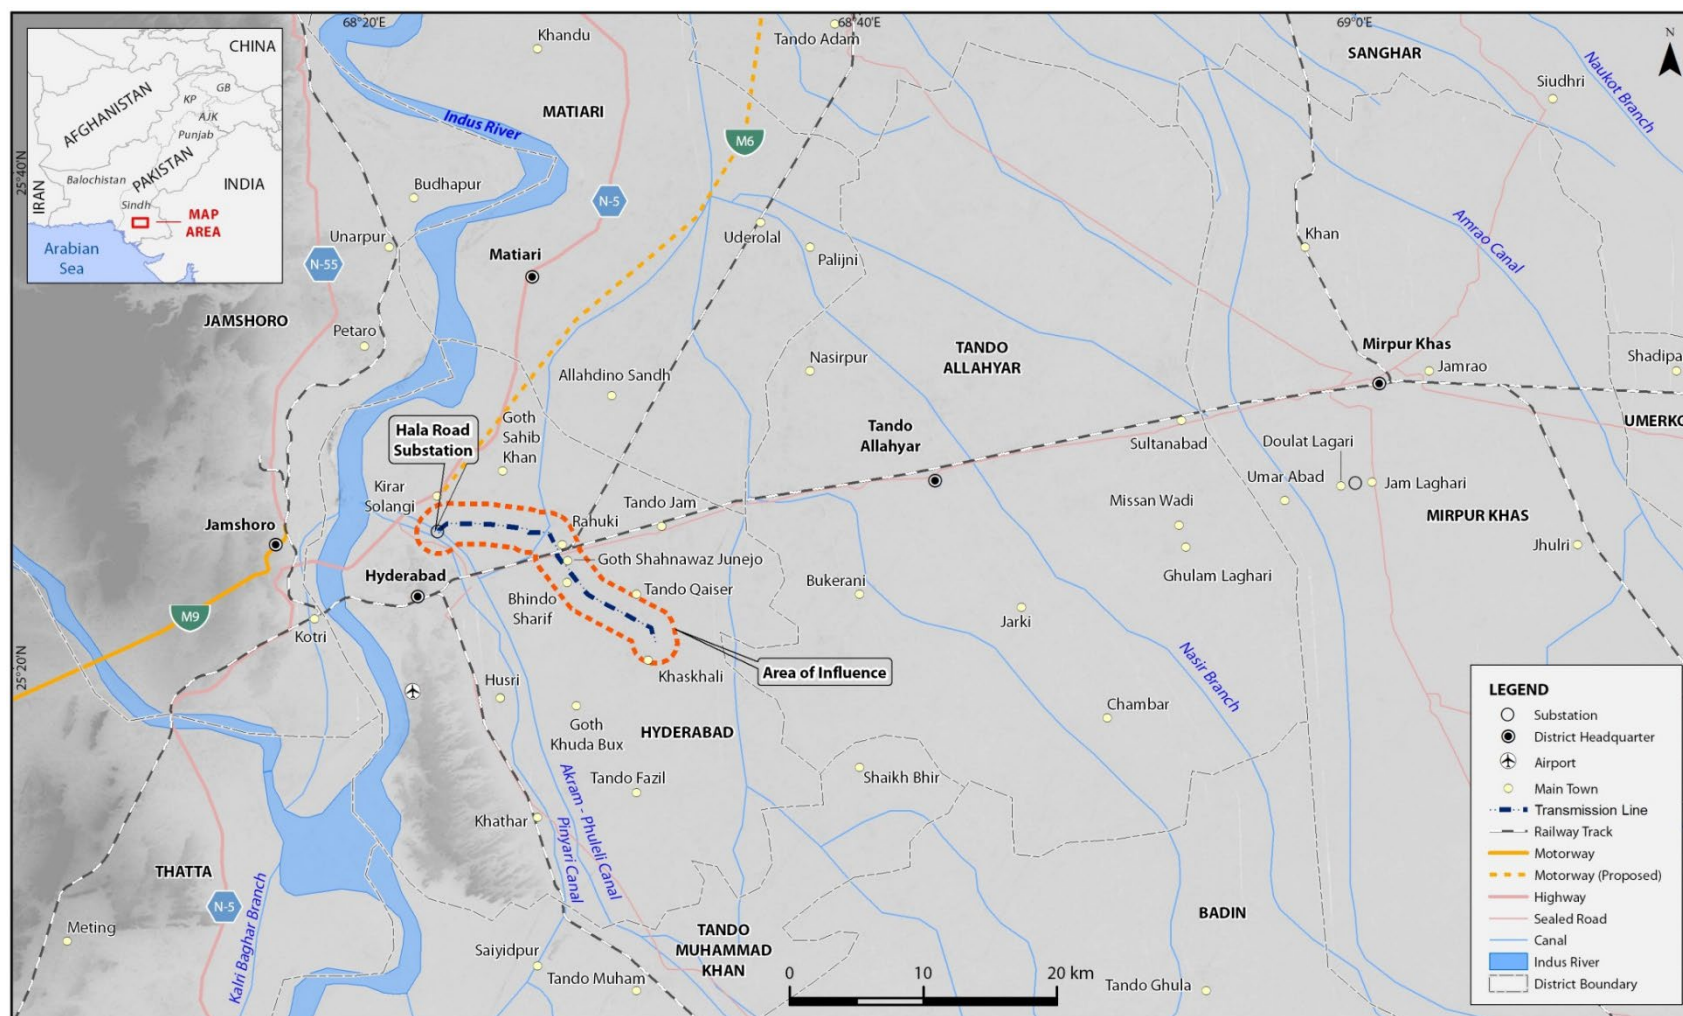 68°20'E
68°40'E
69°0'E
N
25°40'N
25°20'N
CHINA
AFGHANISTAN
GB
KP
AJK
Punjab
PAKISTAN
IRAN
Balochistan
INDIA
Sindh
MAP
AREA
Arabian
Sea
Khandu
Tando Adam
SANGHAR
Siudhri
Naukot Branch
MATIARI
Indus River
M6
Budhapur
N-5
Unarpur
Uderolal
Palijni
Khan
Amrao Canal
N-55
Matiari
JAMSHORO
Petaro
Nasirpur
TANDO
ALLAHYAR
Mirpur Khas
Jamrao
Shadipa
Allahdino Sandh
UMERKO
Hala Road
Substation
Goth
Sahib
Khan
Tando
Allahyar
Sultanabad
Doulat Lagari
Kirar
Solangi
Umar Abad
Jam Laghari
Missan Wadi
Tando Jam
Rahuki
MIRPUR KHAS
Jamshoro
Jhulri
Goth Shahnawaz Junejo
Ghulam Laghari
Hyderabad
Tando Qaiser
Bukerani
Bhindo
Sharif
M9
Kotri
Jarki
Nasir Branch
Area of Influence
Khaskhali
Husri
Goth
Khuda Bux
HYDERABAD
Chambar
Tando Fazil
Shaikh Bhir
Akram - Phuleli Canal
Pinyari Canal
Khathar
THATTA
N-5
Kalri Baghar Branch
Meting
BADIN
TANDO
MUHAMMAD
KHAN
Saiyidpur
Tando Muham
Tando Ghula
0
10
20 km
LEGEND
Substation
District Headquarter
Airport
Main Town
Transmission Line
Railway Track
Motorway
Motorway (Proposed)
Highway
Sealed Road
Canal
Indus River
District Boundary